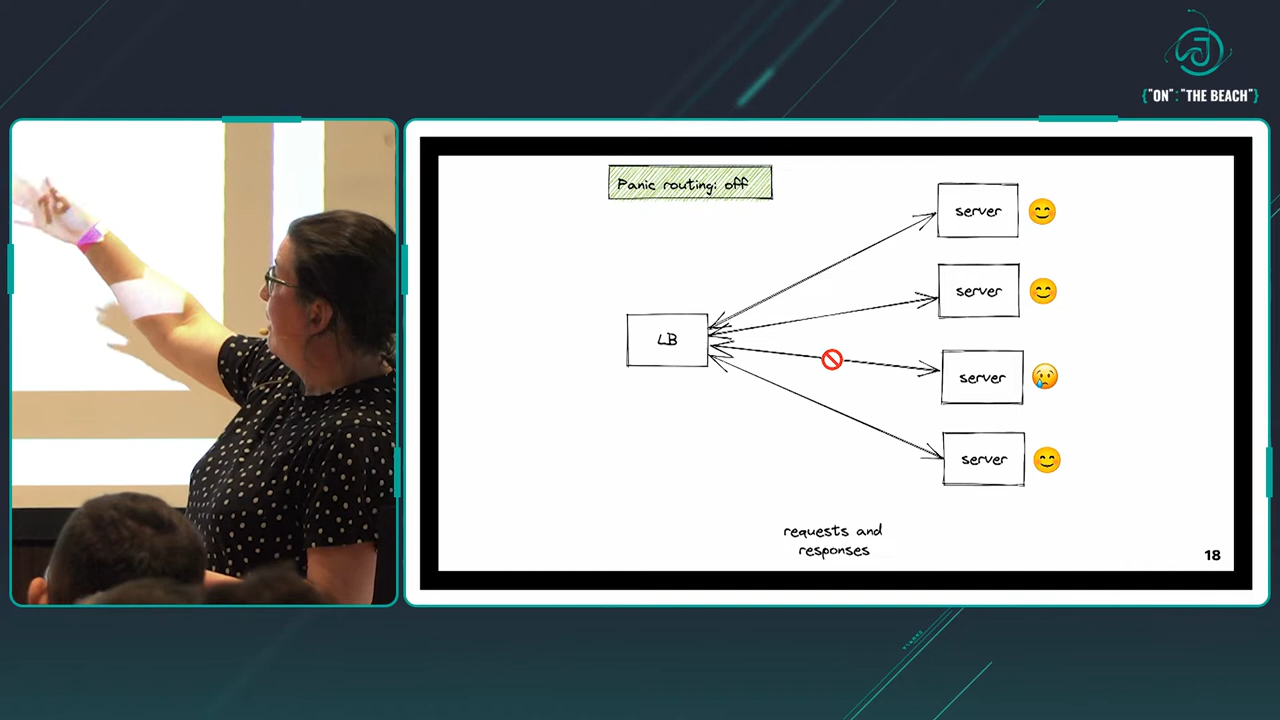 {"ON":"THE BEACH"}
Panic routing: off
server
server
LB
server
server
requests and
responses
18